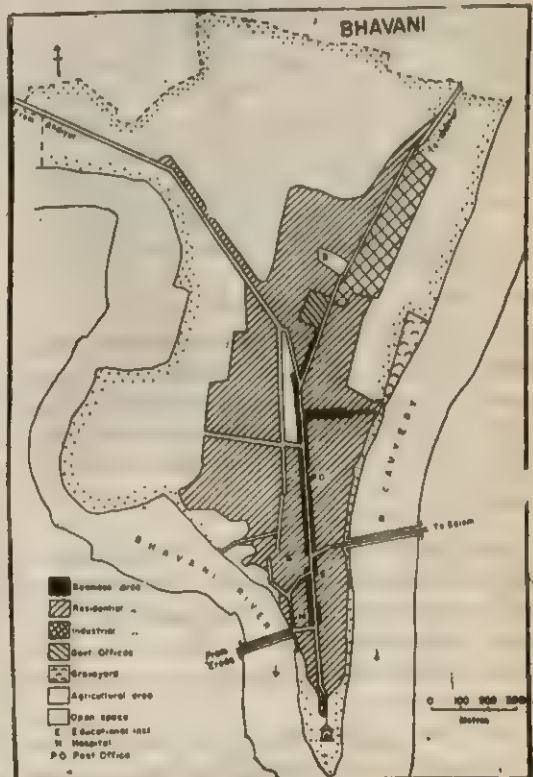 BHAVANI
From
R CAUVERY
To Salem
BHAVANI RIVER
From
Erode
Business area
Residential "
Industrial "
Govt Offices
Graveyard
Agricultural area
Open space
E Educational inst
H Hospital
P.O Post Office
0 100 200 300
Metres